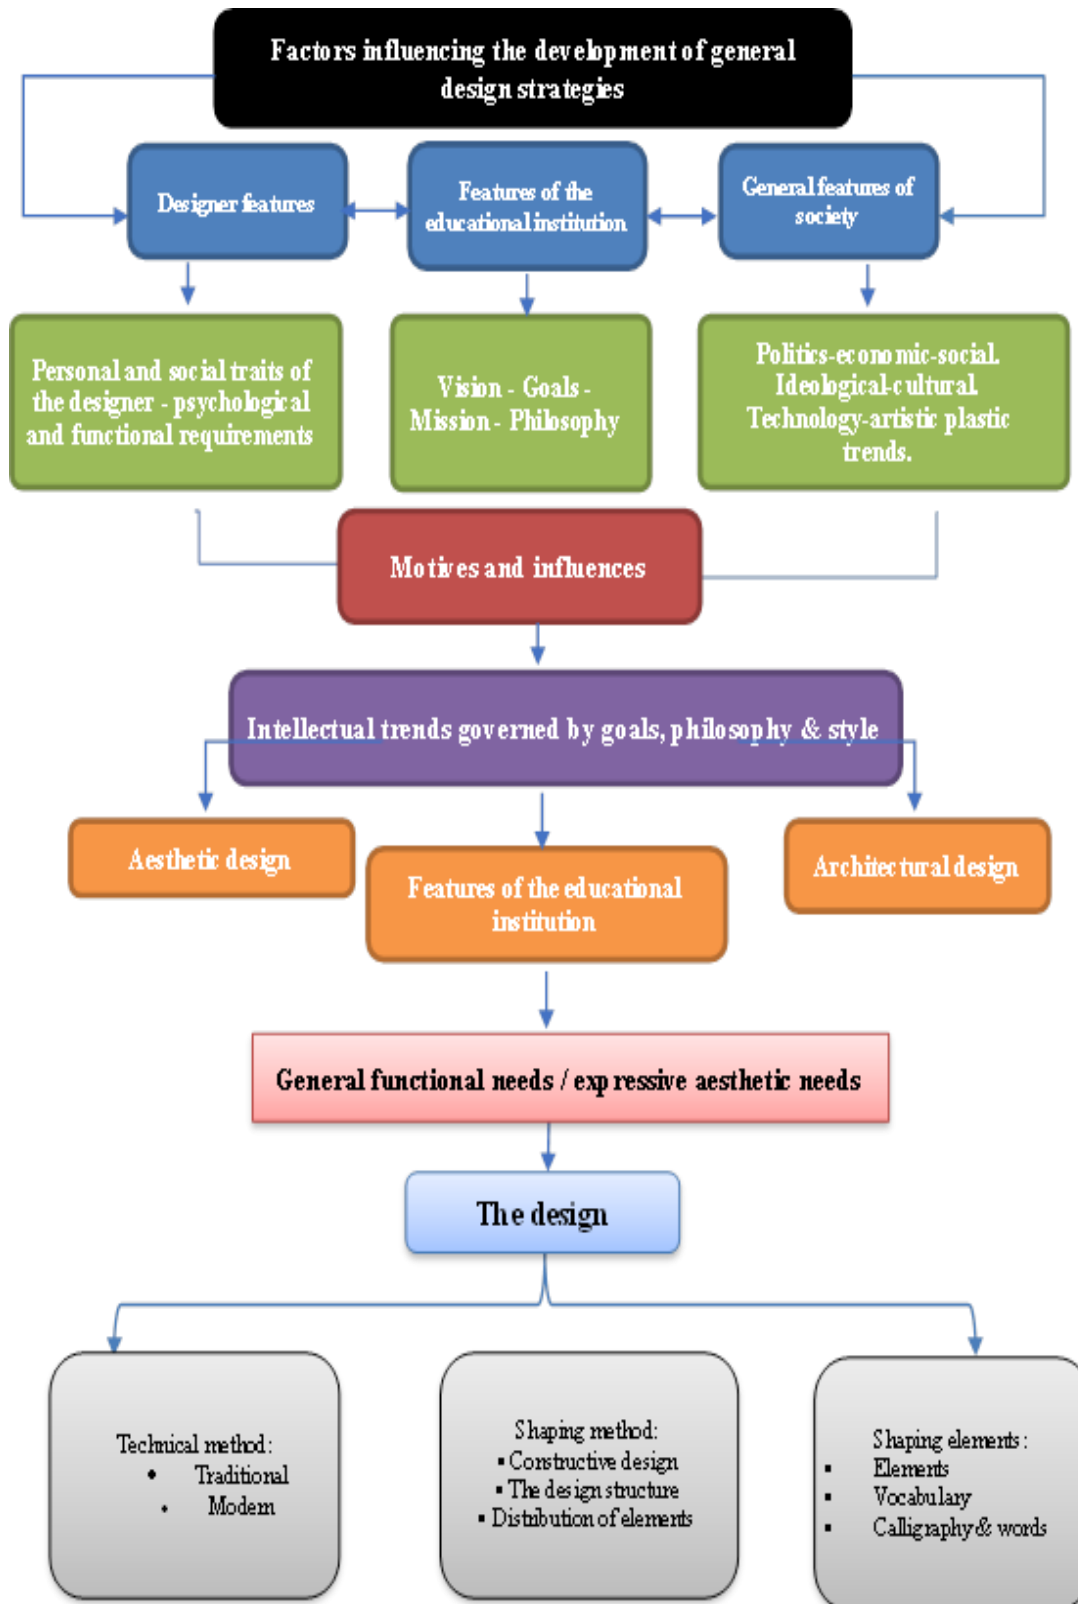 Factors influencing the development of general
design strategies
Designer features
Features of the
educational institution
General features of
society
Personal and social traits of
the designer - psychological
and functional requirements
Vision - Goals -
Mission - Philosophy
Politics-economic-social.
Ideological-cultural.
Technology-artistic plastic
trends.
Motives and influences
Intellectual trends governed by goals, philosophy & style
Aesthetic design
Features of the educational
institution
Architectural design
General functional needs / expressive aesthetic needs
The design
Technical method:
• Traditional
• Modern
Shaping method:
▪ Constructive design
▪ The design structure
▪ Distribution of elements
Shaping elements:
▪ Elements
▪ Vocabulary
▪ Calligraphy & words